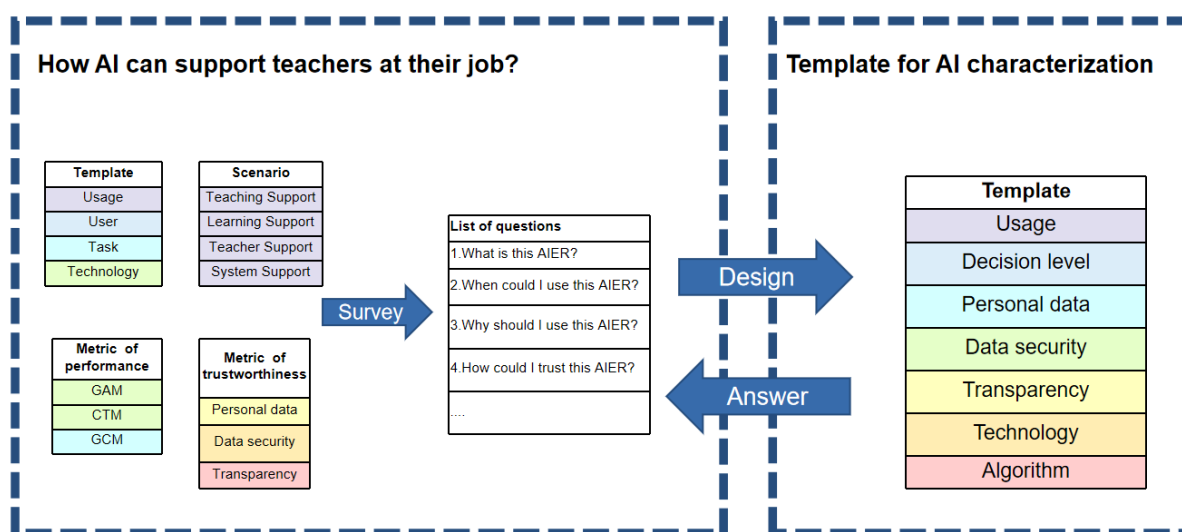 How AI can support teachers at their job?
Template
Usage
User
Task
Technology
Scenario
Teaching Support
Learning Support
Teacher Support
System Support
Metric of
performance
GAM
CTM
GCM
Metric of
trustworthiness
Personal data
Data security
Transparency
Survey
List of questions
1.What is this AIER?
2.When could I use this AIER?
3.Why should I use this AIER?
4.How could I trust this AIER?
....
Design
Answer
Template for AI characterization
Template
Usage
Decision level
Personal data
Data security
Transparency
Technology
Algorithm